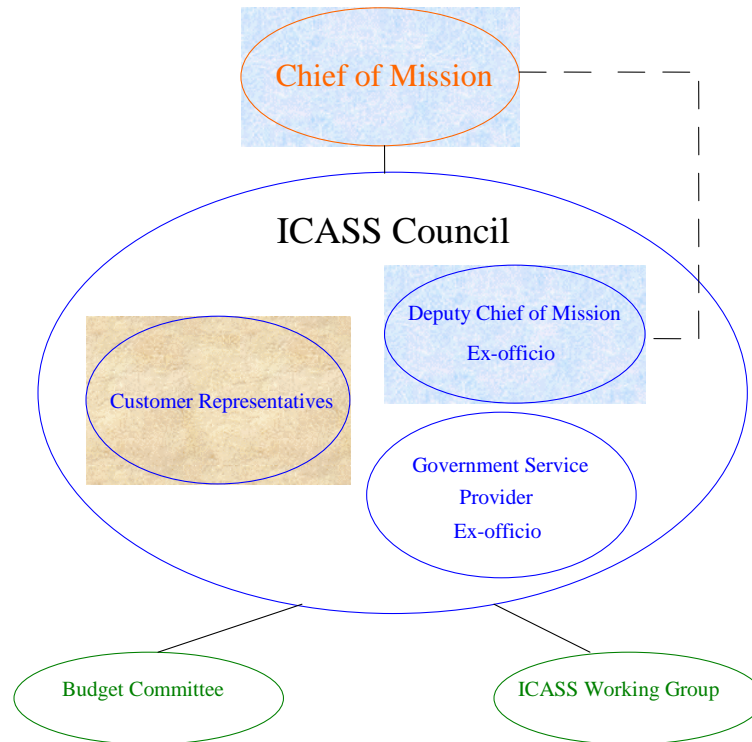 Chief of Mission
ICASS Council
Deputy Chief of Mission
Ex-officio
Customer Representatives
Government Service
Provider
Ex-officio
Budget Committee
ICASS Working Group